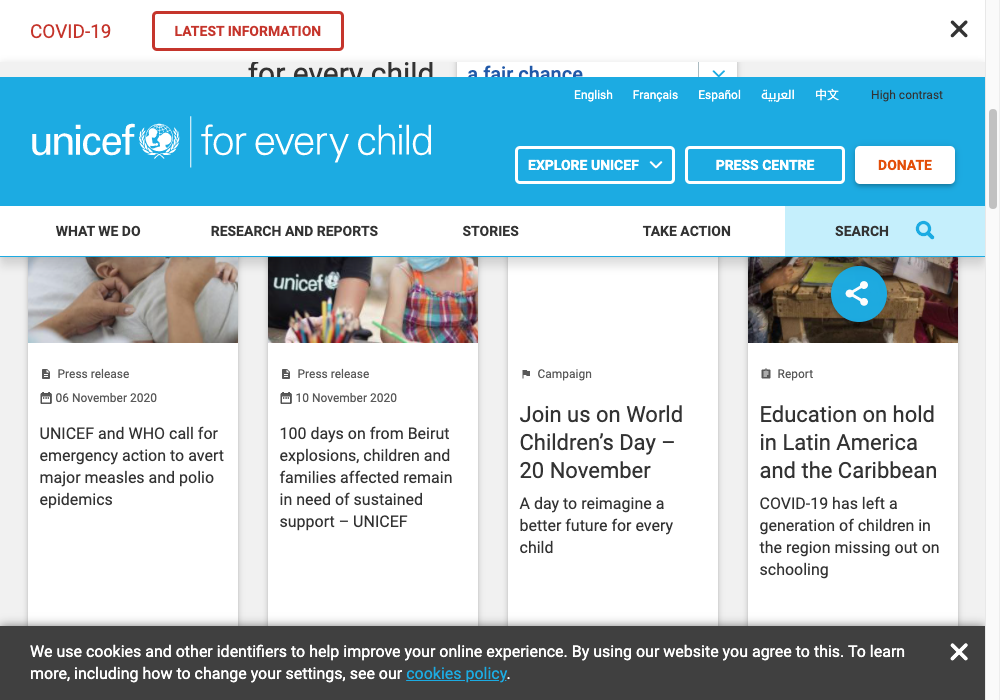 COVID-19
LATEST INFORMATION
for every child
a fair chance
English Français Español العربية 中文 High contrast
unicef for every child
EXPLORE UNICEF
PRESS CENTRE
DONATE
WHAT WE DO
RESEARCH AND REPORTS
STORIES
TAKE ACTION
SEARCH
unicef
Press release
06 November 2020
UNICEF and WHO call for
emergency action to avert
major measles and polio
epidemics
Press release
10 November 2020
100 days on from Beirut
explosions, children and
families affected remain
in need of sustained
support – UNICEF
Campaign
Join us on World
Children’s Day –
20 November
A day to reimagine a
better future for every
child
Report
Education on hold
in Latin America
and the Caribbean
COVID-19 has left a
generation of children in
the region missing out on
schooling
We use cookies and other identifiers to help improve your online experience. By using our website you agree to this. To learn
more, including how to change your settings, see our cookies policy.